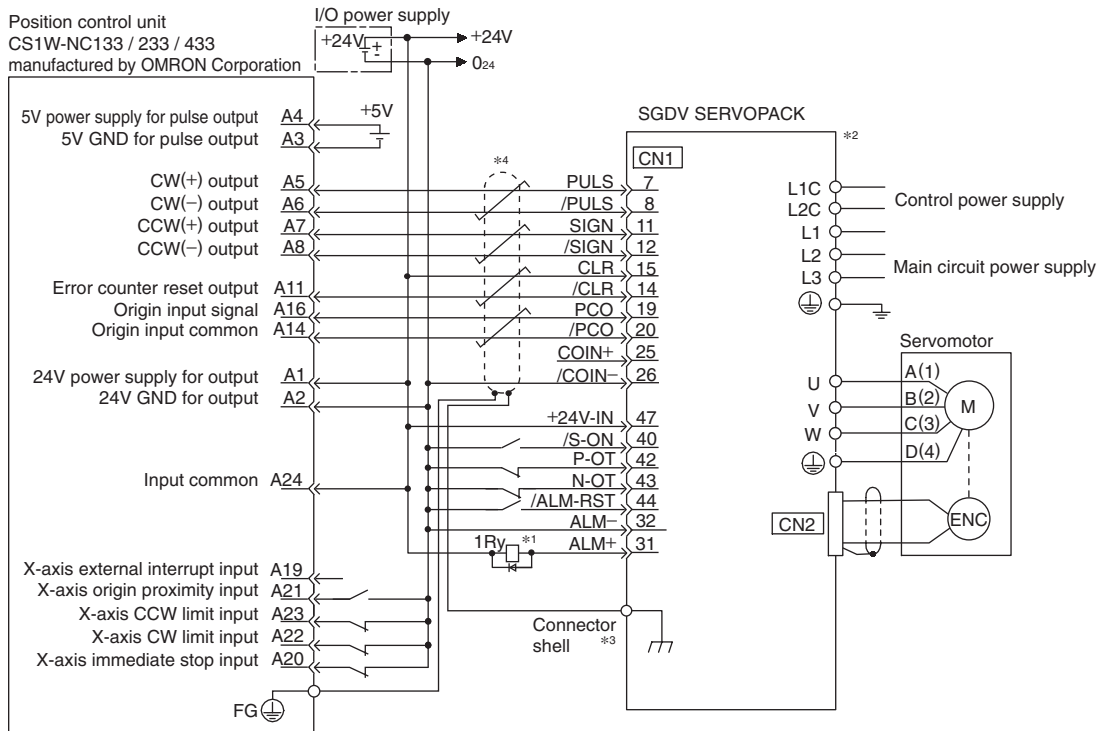 Position control unit
CS1W-NC133 / 233 / 433
manufactured by OMRON Corporation
I/O power supply
+24V
+
-
+24V
0₂₄
5V power supply for pulse output A4
+5V
5V GND for pulse output A3
SGDV SERVOPACK
*2
CN1
*4
CW(+) output A5 PULS 7
CW(−) output A6 /PULS 8
CCW(+) output A7 SIGN 11
CCW(−) output A8 /SIGN 12
CLR 15
Error counter reset output A11 /CLR 14
Origin input signal A16 PCO 19
Origin input common A14 /PCO 20
COIN+ 25
24V power supply for output A1 /COIN− 26
24V GND for output A2
+24V-IN 47
/S-ON 40
P-OT 42
Input common A24 N-OT 43
/ALM-RST 44
ALM− 32
1Ry *1 ALM+ 31
X-axis external interrupt input A19
X-axis origin proximity input A21
X-axis CCW limit input A23
X-axis CW limit input A22
X-axis immediate stop input A20
FG
Connector
shell *3
L1C
L2C
Control power supply
L1
L2
L3
Main circuit power supply
Servomotor
U A(1)
V B(2)
W C(3)
D(4)
M
CN2
ENC